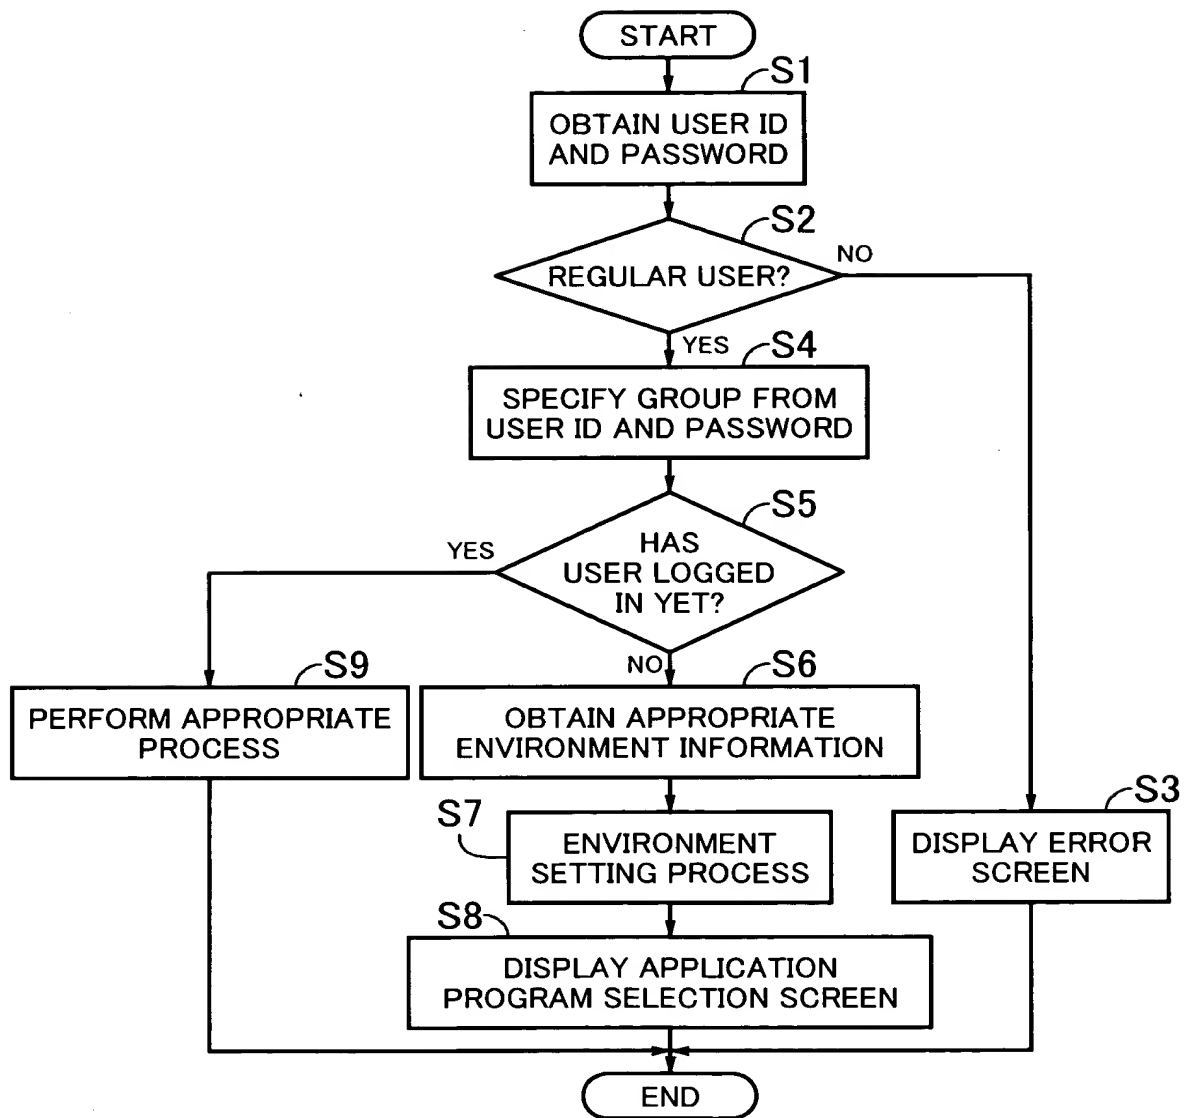 START
S1
OBTAIN USER ID
AND PASSWORD
S2
REGULAR USER?
NO
YES
S4
SPECIFY GROUP FROM
USER ID AND PASSWORD
S5
HAS
USER LOGGED
IN YET?
YES
NO
S9
PERFORM APPROPRIATE
PROCESS
S6
OBTAIN APPROPRIATE
ENVIRONMENT INFORMATION
S7
ENVIRONMENT
SETTING PROCESS
S3
DISPLAY ERROR
SCREEN
S8
DISPLAY APPLICATION
PROGRAM SELECTION SCREEN
END